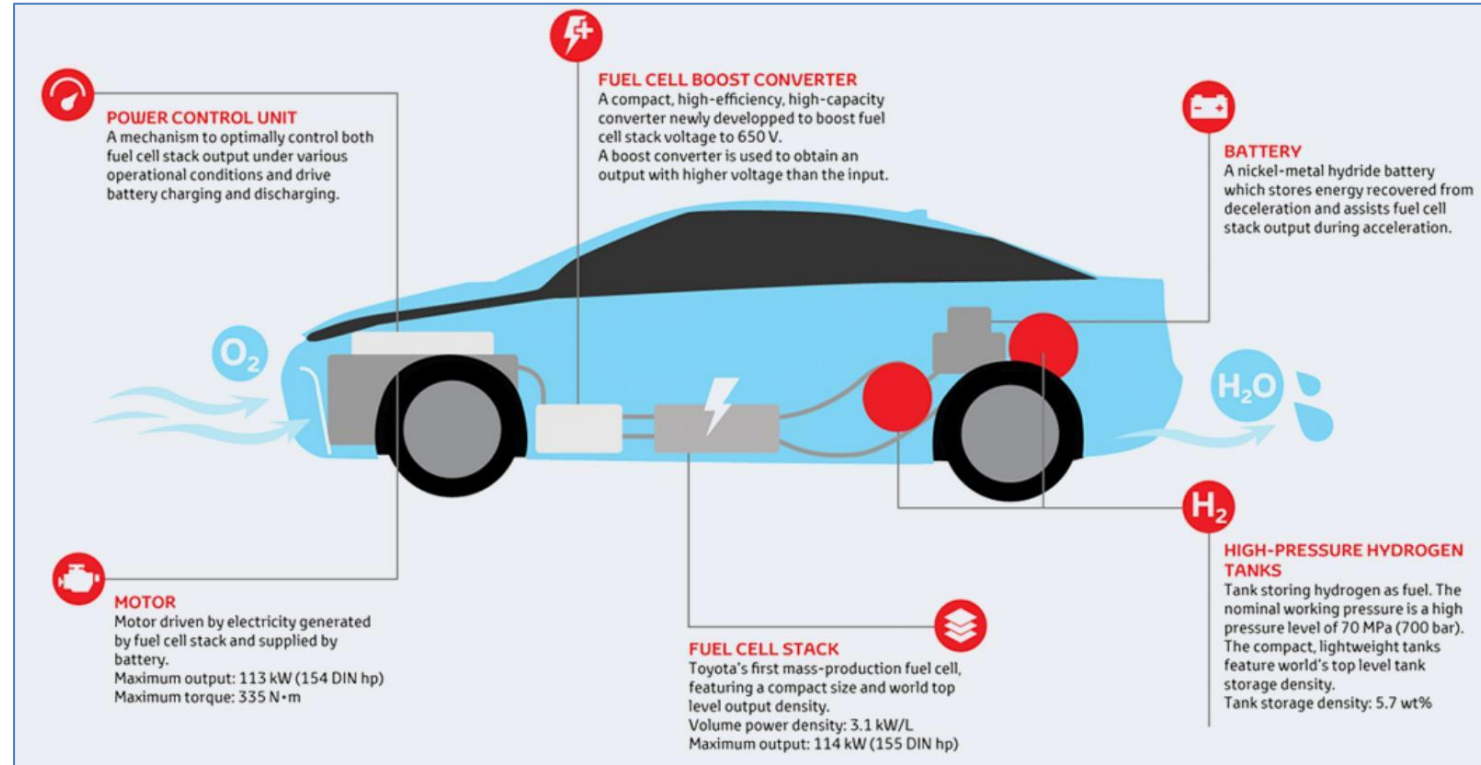 POWER CONTROL UNIT
A mechanism to optimally control both
fuel cell stack output under various
operational conditions and drive
battery charging and discharging.
FUEL CELL BOOST CONVERTER
A compact, high-efficiency, high-capacity
converter newly developped to boost fuel
cell stack voltage to 650 V.
A boost converter is used to obtain an
output with higher voltage than the input.
BATTERY
A nickel-metal hydride battery
which stores energy recovered from
deceleration and assists fuel cell
stack output during acceleration.
O₂
H₂O
MOTOR
Motor driven by electricity generated
by fuel cell stack and supplied by
battery.
Maximum output: 113 kW (154 DIN hp)
Maximum torque: 335 N•m
FUEL CELL STACK
Toyota's first mass-production fuel cell,
featuring a compact size and world top
level output density.
Volume power density: 3.1 kW/L
Maximum output: 114 kW (155 DIN hp)
H₂
HIGH-PRESSURE HYDROGEN
TANKS
Tank storing hydrogen as fuel. The
nominal working pressure is a high
pressure level of 70 MPa (700 bar).
The compact, lightweight tanks
feature world's top level tank
storage density.
Tank storage density: 5.7 wt%